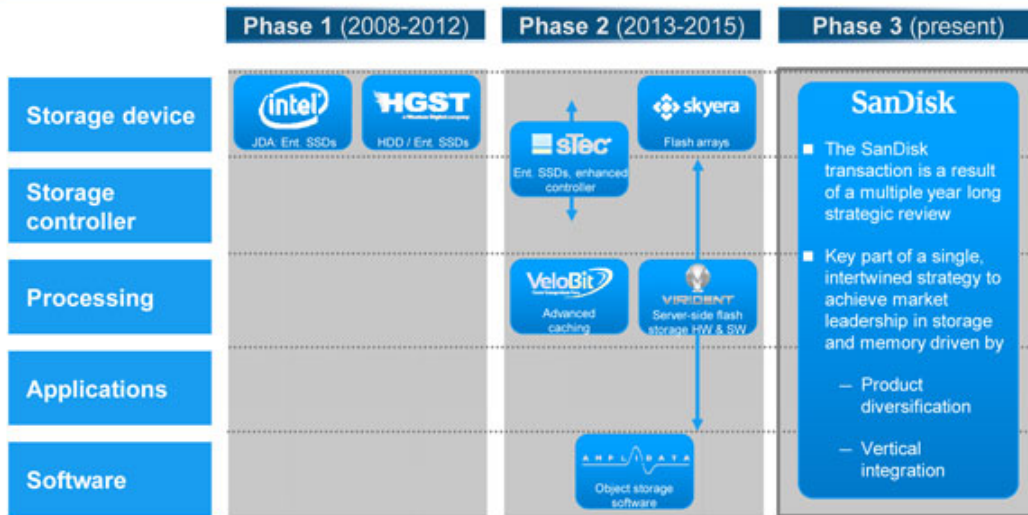 Phase 1 (2008-2012)
Phase 2 (2013-2015)
Phase 3 (present)
Storage device
intel
JDA: Ent. SSDs
HGST
a Western Digital company
HDD / Ent. SSDs
sTec
Ent. SSDs, enhanced
controller
skyera
Flash arrays
Storage
controller
Processing
VeloBit
Advanced
caching
VIRIDENT
Server-side flash
storage HW & SW
Applications
Software
AMPLIDATA
Object storage
software
SanDisk
■ The SanDisk
transaction is a result
of a multiple year long
strategic review
■ Key part of a single,
intertwined strategy to
achieve market
leadership in storage
and memory driven by
– Product
diversification
– Vertical
integration